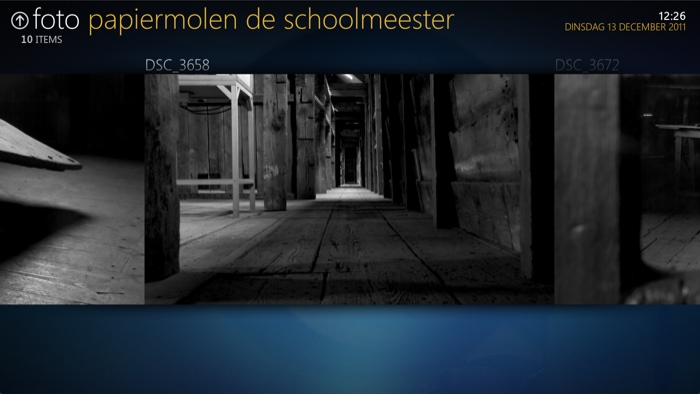 foto papiermolen de schoolmeester
12:26
10 ITEMS
DINSDAG 13 DECEMBER 2011
DSC_3658
DSC_3672